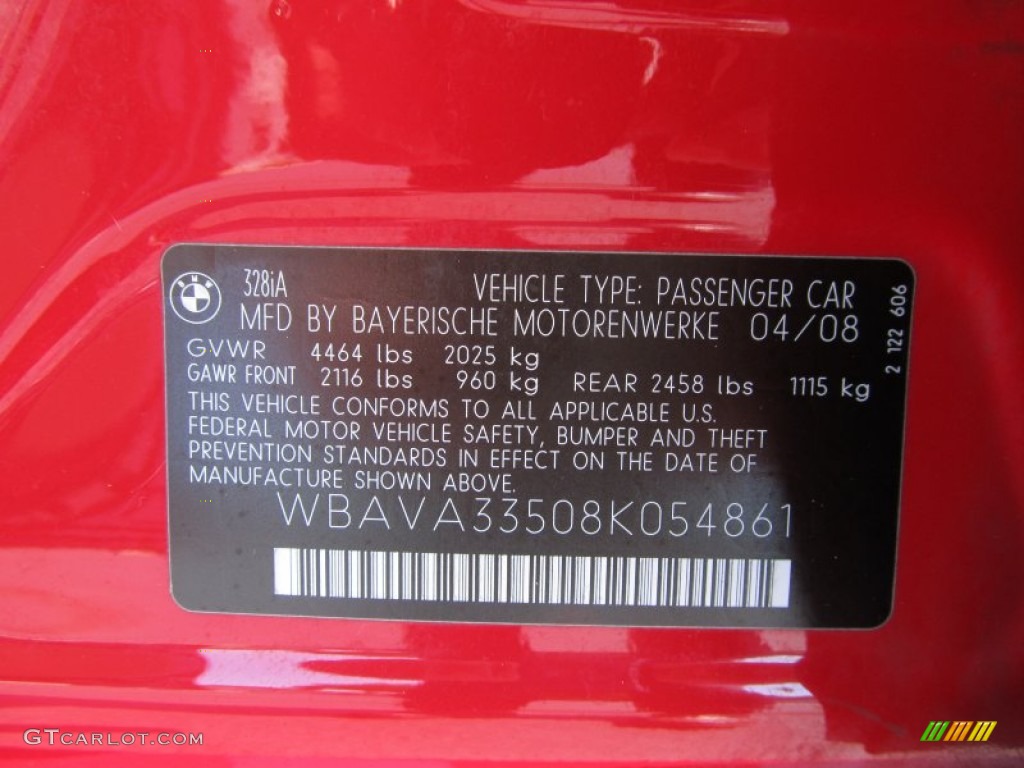 BMW
328iA
VEHICLE TYPE: PASSENGER CAR
MFD BY BAYERISCHE MOTORENWERKE 04/08
GVWR 4464 lbs 2025 kg
GAWR FRONT 2116 lbs 960 kg REAR 2458 lbs 1115 kg
THIS VEHICLE CONFORMS TO ALL APPLICABLE U.S.
FEDERAL MOTOR VEHICLE SAFETY, BUMPER AND THEFT
PREVENTION STANDARDS IN EFFECT ON THE DATE OF
MANUFACTURE SHOWN ABOVE.
WBAVA33508K054861
2 122 606
GTCARLOT.COM